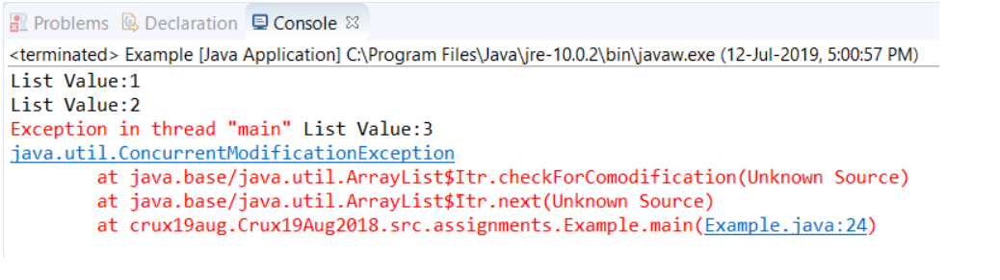 Problems Declaration Console
<terminated> Example [Java Application] C:\Program Files\Java\jre-10.0.2\bin\javaw.exe (12-Jul-2019, 5:00:57 PM)
List Value:1
List Value:2
Exception in thread "main" List Value:3
java.util.ConcurrentModificationException
at java.base/java.util.ArrayList$Itr.checkForComodification(Unknown Source)
at java.base/java.util.ArrayList$Itr.next(Unknown Source)
at crux19aug.Crux19Aug2018.src.assignments.Example.main(Example.java:24)